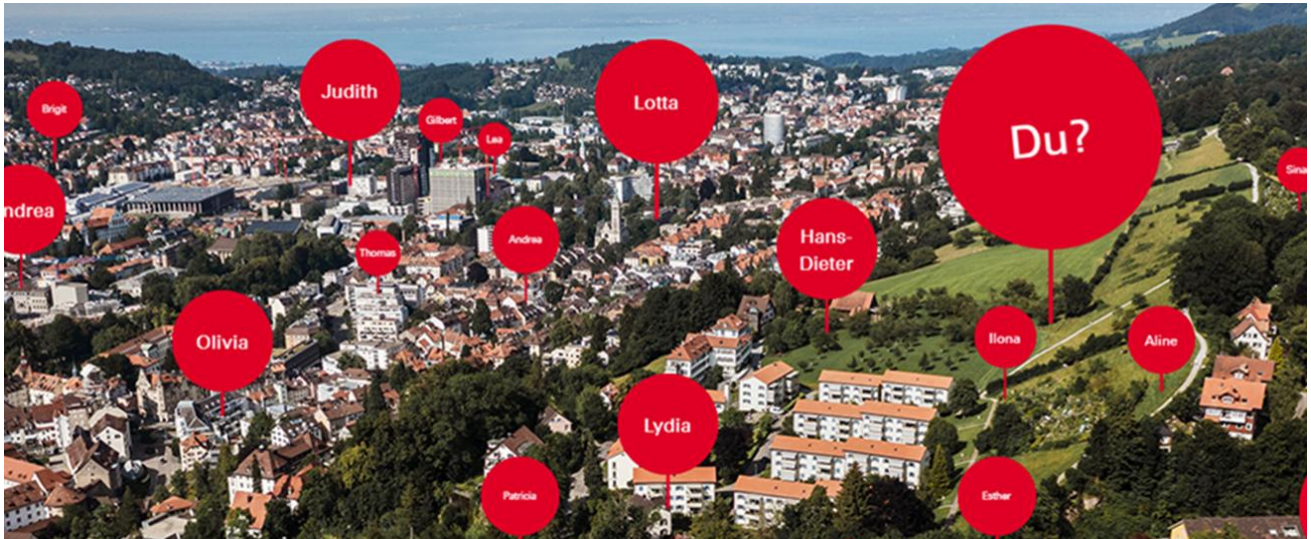 Brigit
Judith
Gilbert
Lea
Lotta
Du?
Sina
ndrea
Thomas
Andrea
Hans-
Dieter
Olivia
Ilona
Aline
Lydia
Patricia
Esther